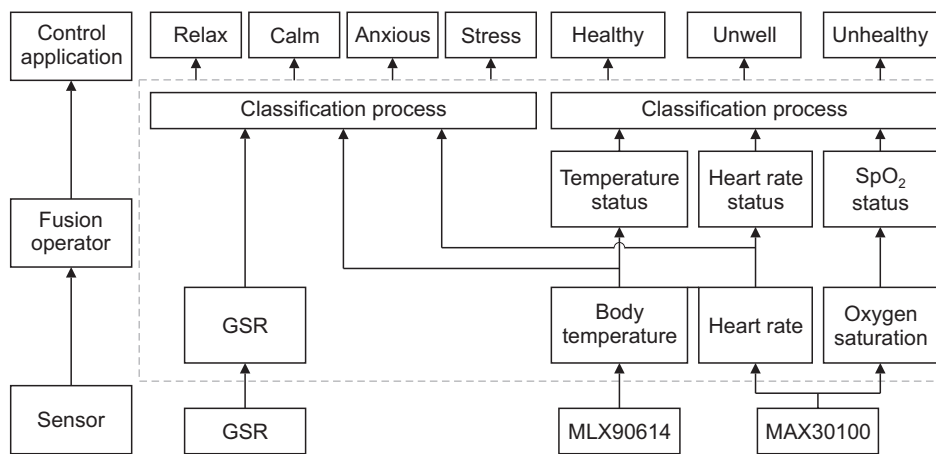 Control
application
Relax
Calm
Anxious
Stress
Healthy
Unwell
Unhealthy
Classification process
Classification process
Temperature
status
Heart rate
status
SpO₂
status
Fusion
operator
GSR
Body
temperature
Heart rate
Oxygen
saturation
Sensor
GSR
MLX90614
MAX30100